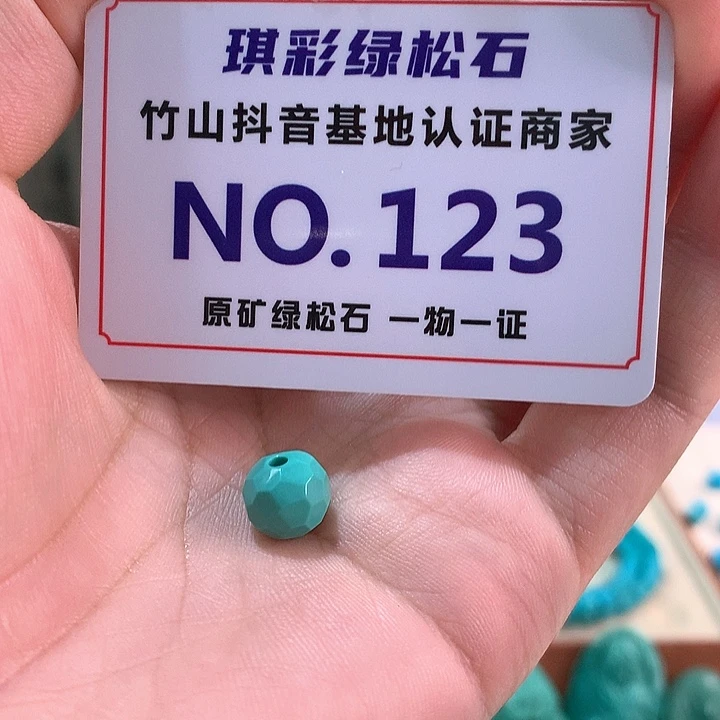 琪彩绿松石
竹山抖音基地认证商家
NO.123
原矿绿松石 一物一证